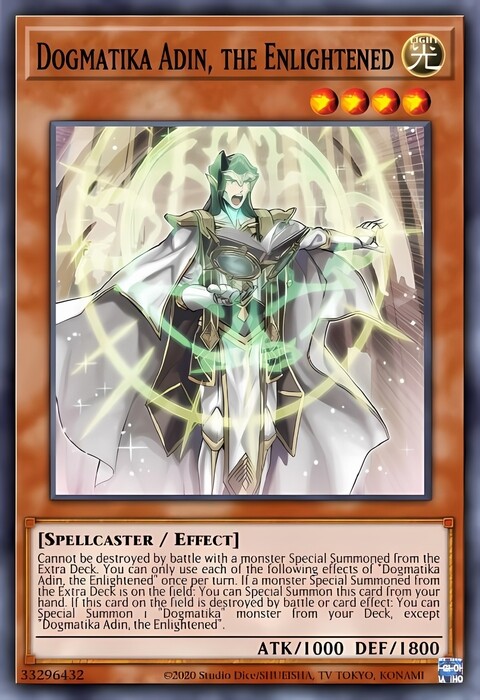 DOGMATIKA ADIN, THE ENLIGHTENED
LIGHT
光
[SPELLCASTER / EFFECT]
Cannot be destroyed by battle with a monster Special Summoned from the
Extra Deck. You can only use each of the following effects of "Dogmatika
Adin, the Enlightened" once per turn. If a monster Special Summoned from
the Extra Deck is on the field: You can Special Summon this card from your
hand. If this card on the field is destroyed by battle or card effect: You can
Special Summon 1 "Dogmatika" monster from your Deck, except
"Dogmatika Adin, the Enlightened".
ATK/1000 DEF/1800
33296432 ©2020 Studio Dice/SHUEISHA, TV TOKYO, KONAMI